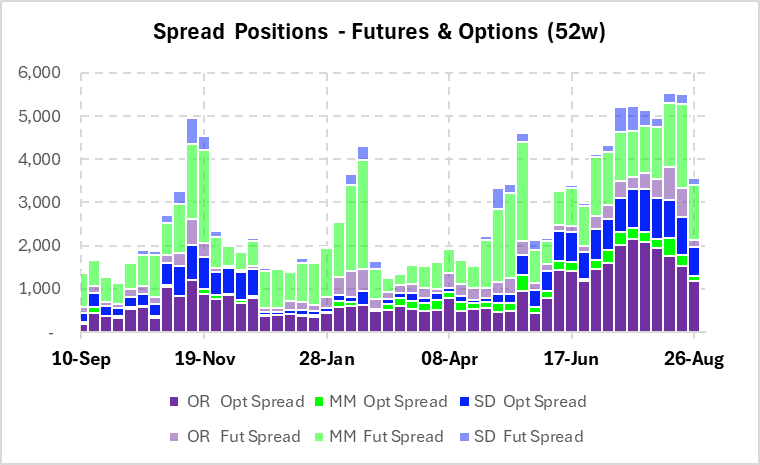 Spread Positions - Futures & Options (52w)
6,000
5,000
4,000
3,000
2,000
1,000
-
10-Sep 19-Nov 28-Jan 08-Apr 17-Jun 26-Aug
OR Opt Spread MM Opt Spread SD Opt Spread
OR Fut Spread MM Fut Spread SD Fut Spread